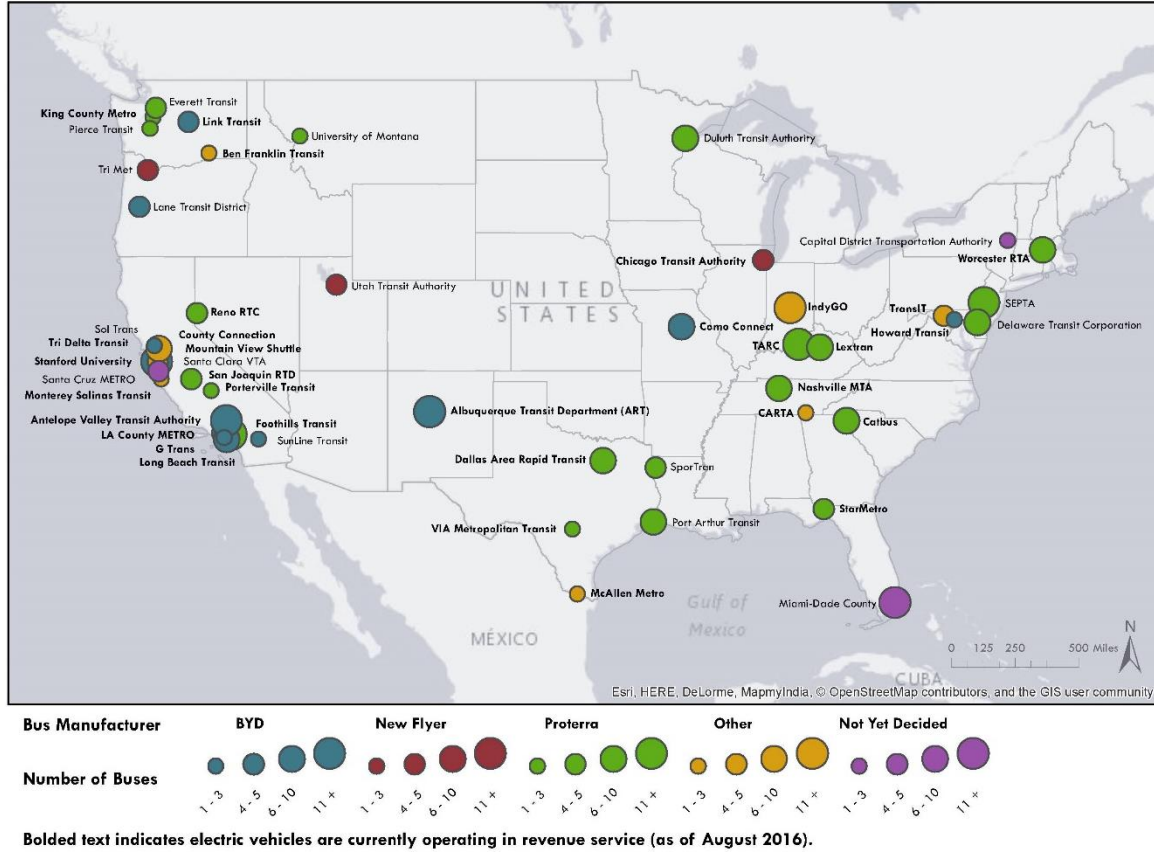 Everett Transit
King County Metro
Pierce Transit
Link Transit
University of Montana
Ben Franklin Transit
Tri Met
Lane Transit District
Duluth Transit Authority
Capital District Transportation Authority
Worcester RTA
Chicago Transit Authority
Utah Transit Authority
UNITED
STATES
Reno RTC
IndyGO
TransIT
SEPTA
Howard Transit
Delaware Transit Corporation
Como Connect
Sol Trans
County Connection
Tri Delta Transit
Mountain View Shuttle
Stanford University
Santa Clara VTA
TARC
Lextran
Santa Cruz METRO
San Joaquin RTD
Monterey Salinas Transit
Porterville Transit
Nashville MTA
Antelope Valley Transit Authority
Foothills Transit
Albuquerque Transit Department (ART)
CARTA
Catbus
LA County METRO
SunLine Transit
G Trans
Long Beach Transit
Dallas Area Rapid Transit
SporTran
StarMetro
VIA Metropolitan Transit
Port Arthur Transit
McAllen Metro
Gulf of
Mexico
Miami-Dade County
MÉXICO
N
0 125 250 500 Miles
CUBA
Esri, HERE, DeLorme, MapmyIndia, © OpenStreetMap contributors, and the GIS user community
Bus Manufacturer BYD New Flyer Proterra Other Not Yet Decided
Number of Buses
1 - 3 4 - 5 6 - 10 11 + 1 - 3 4 - 5 6 - 10 11 + 1 - 3 4 - 5 6 - 10 11 + 1 - 3 4 - 5 6 - 10 11 + 1 - 3 4 - 5 6 - 10 11 +
Bolded text indicates electric vehicles are currently operating in revenue service (as of August 2016).